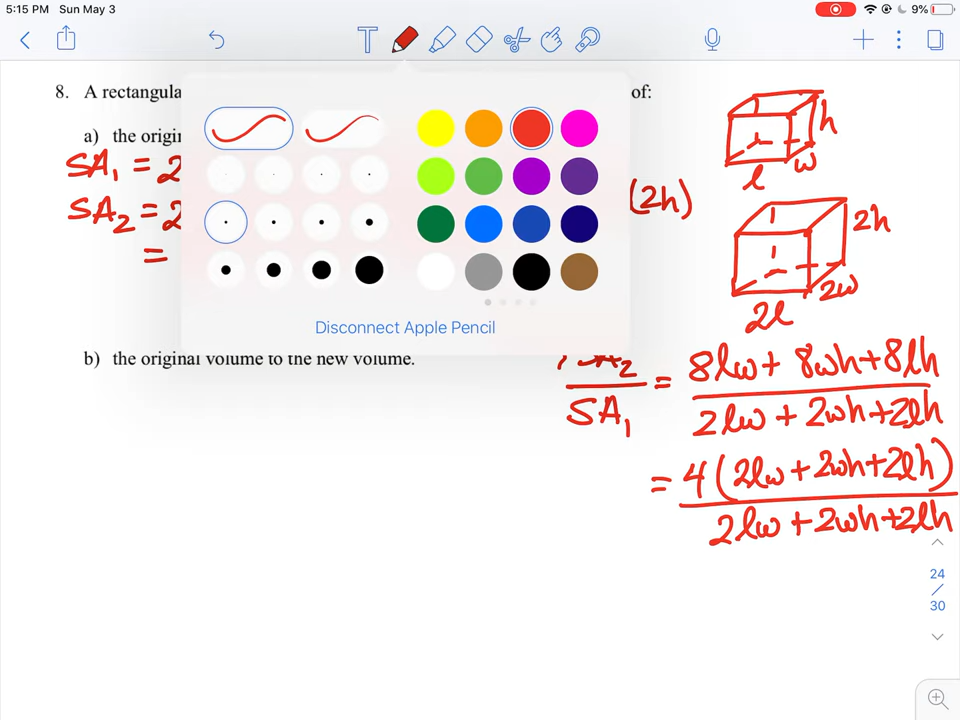 5:15 PM Sun May 3 9%
T
8. A rectangula of:
a) the origi
SA₁ = 2
SA₂ = 2 (2h)
=
h
w
l
2h
2w
2l
Disconnect Apple Pencil
b) the original volume to the new volume.
SA₂ / SA₁ = 8lw + 8wh + 8lh / 2lw + 2wh + 2lh
= 4 (2lw + 2wh + 2lh) / 2lw + 2wh + 2lh
24
/
30